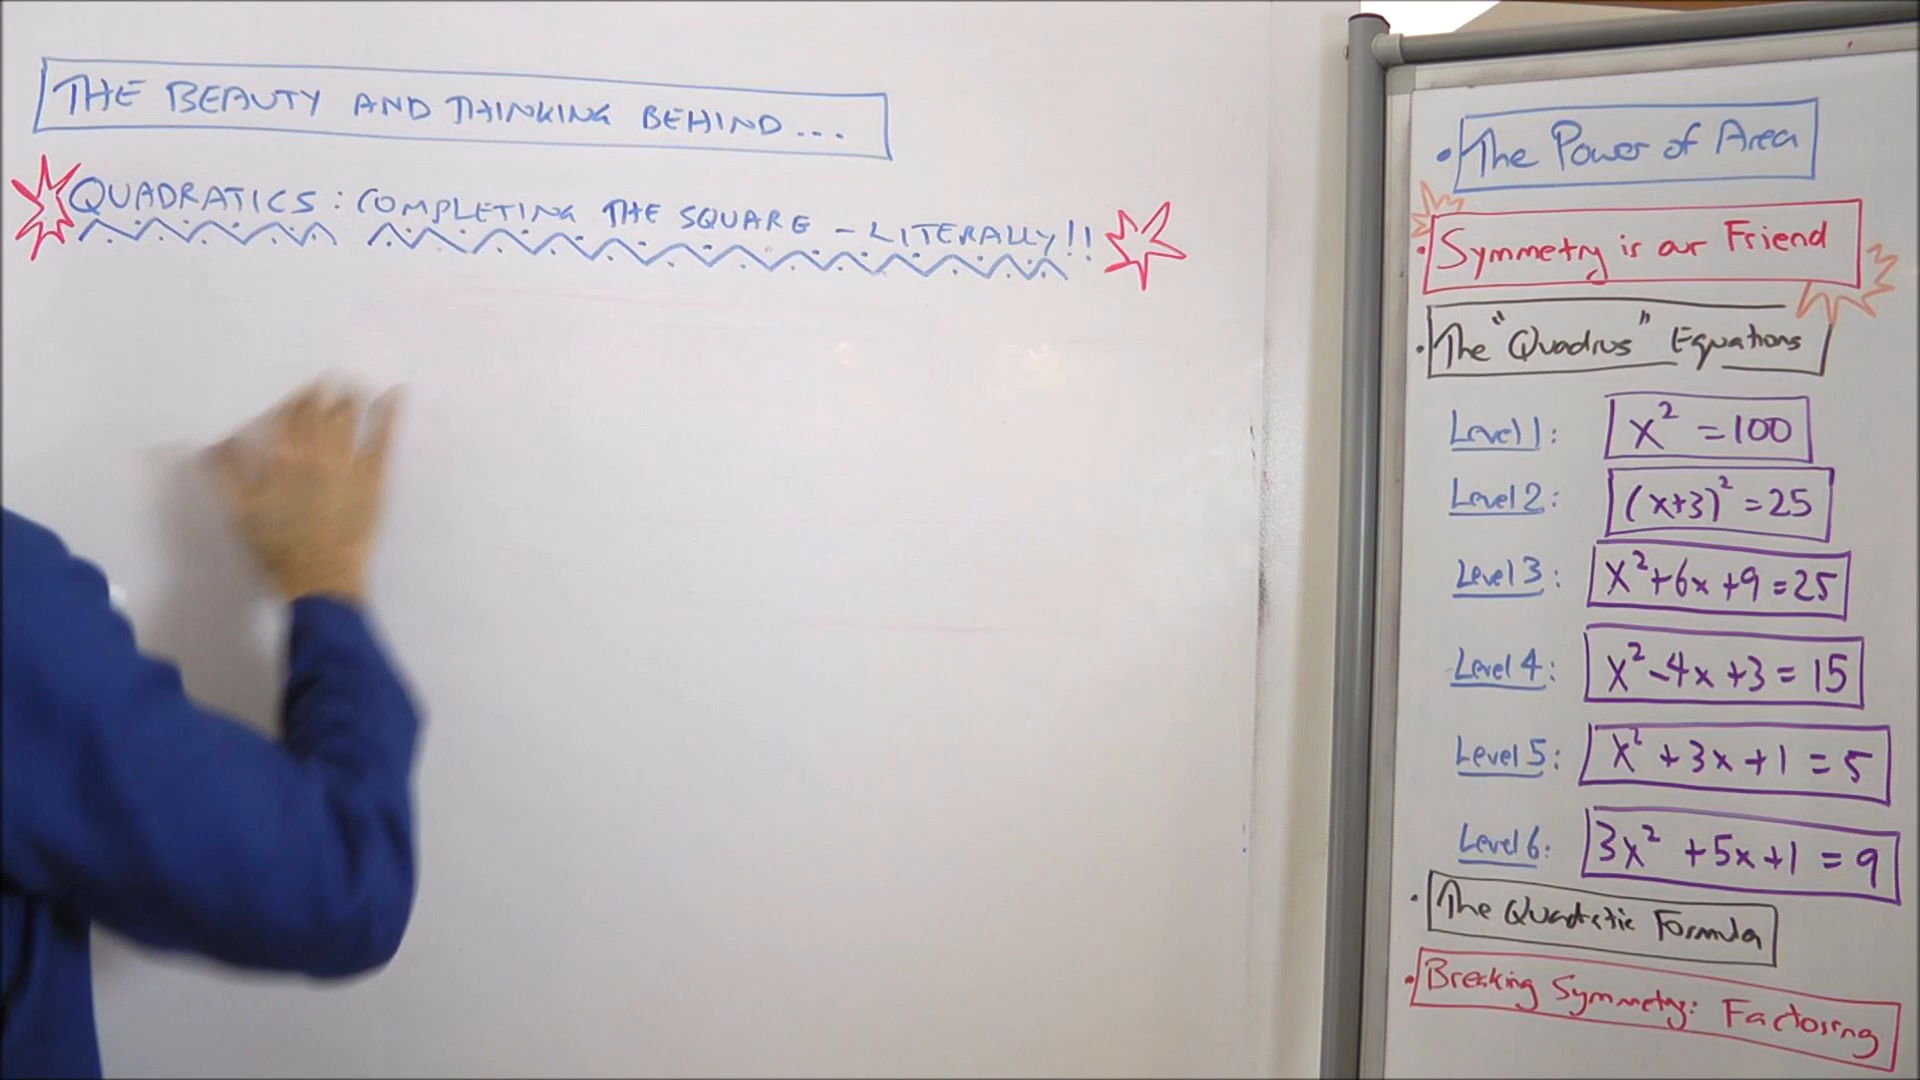 THE BEAUTY AND THINKING BEHIND...
QUADRATICS: COMPLETING THE SQUARE - LITERALLY!!
• The Power of Area
• Symmetry is our Friend
• The "Quadrus" Equations
Level 1: x² = 100
Level 2: (x+3)² = 25
Level 3: x² + 6x + 9 = 25
Level 4: x² - 4x + 3 = 15
Level 5: x² + 3x + 1 = 5
Level 6: 3x² + 5x + 1 = 9
• The Quadratic Formula
• Breaking Symmetry: Factoring